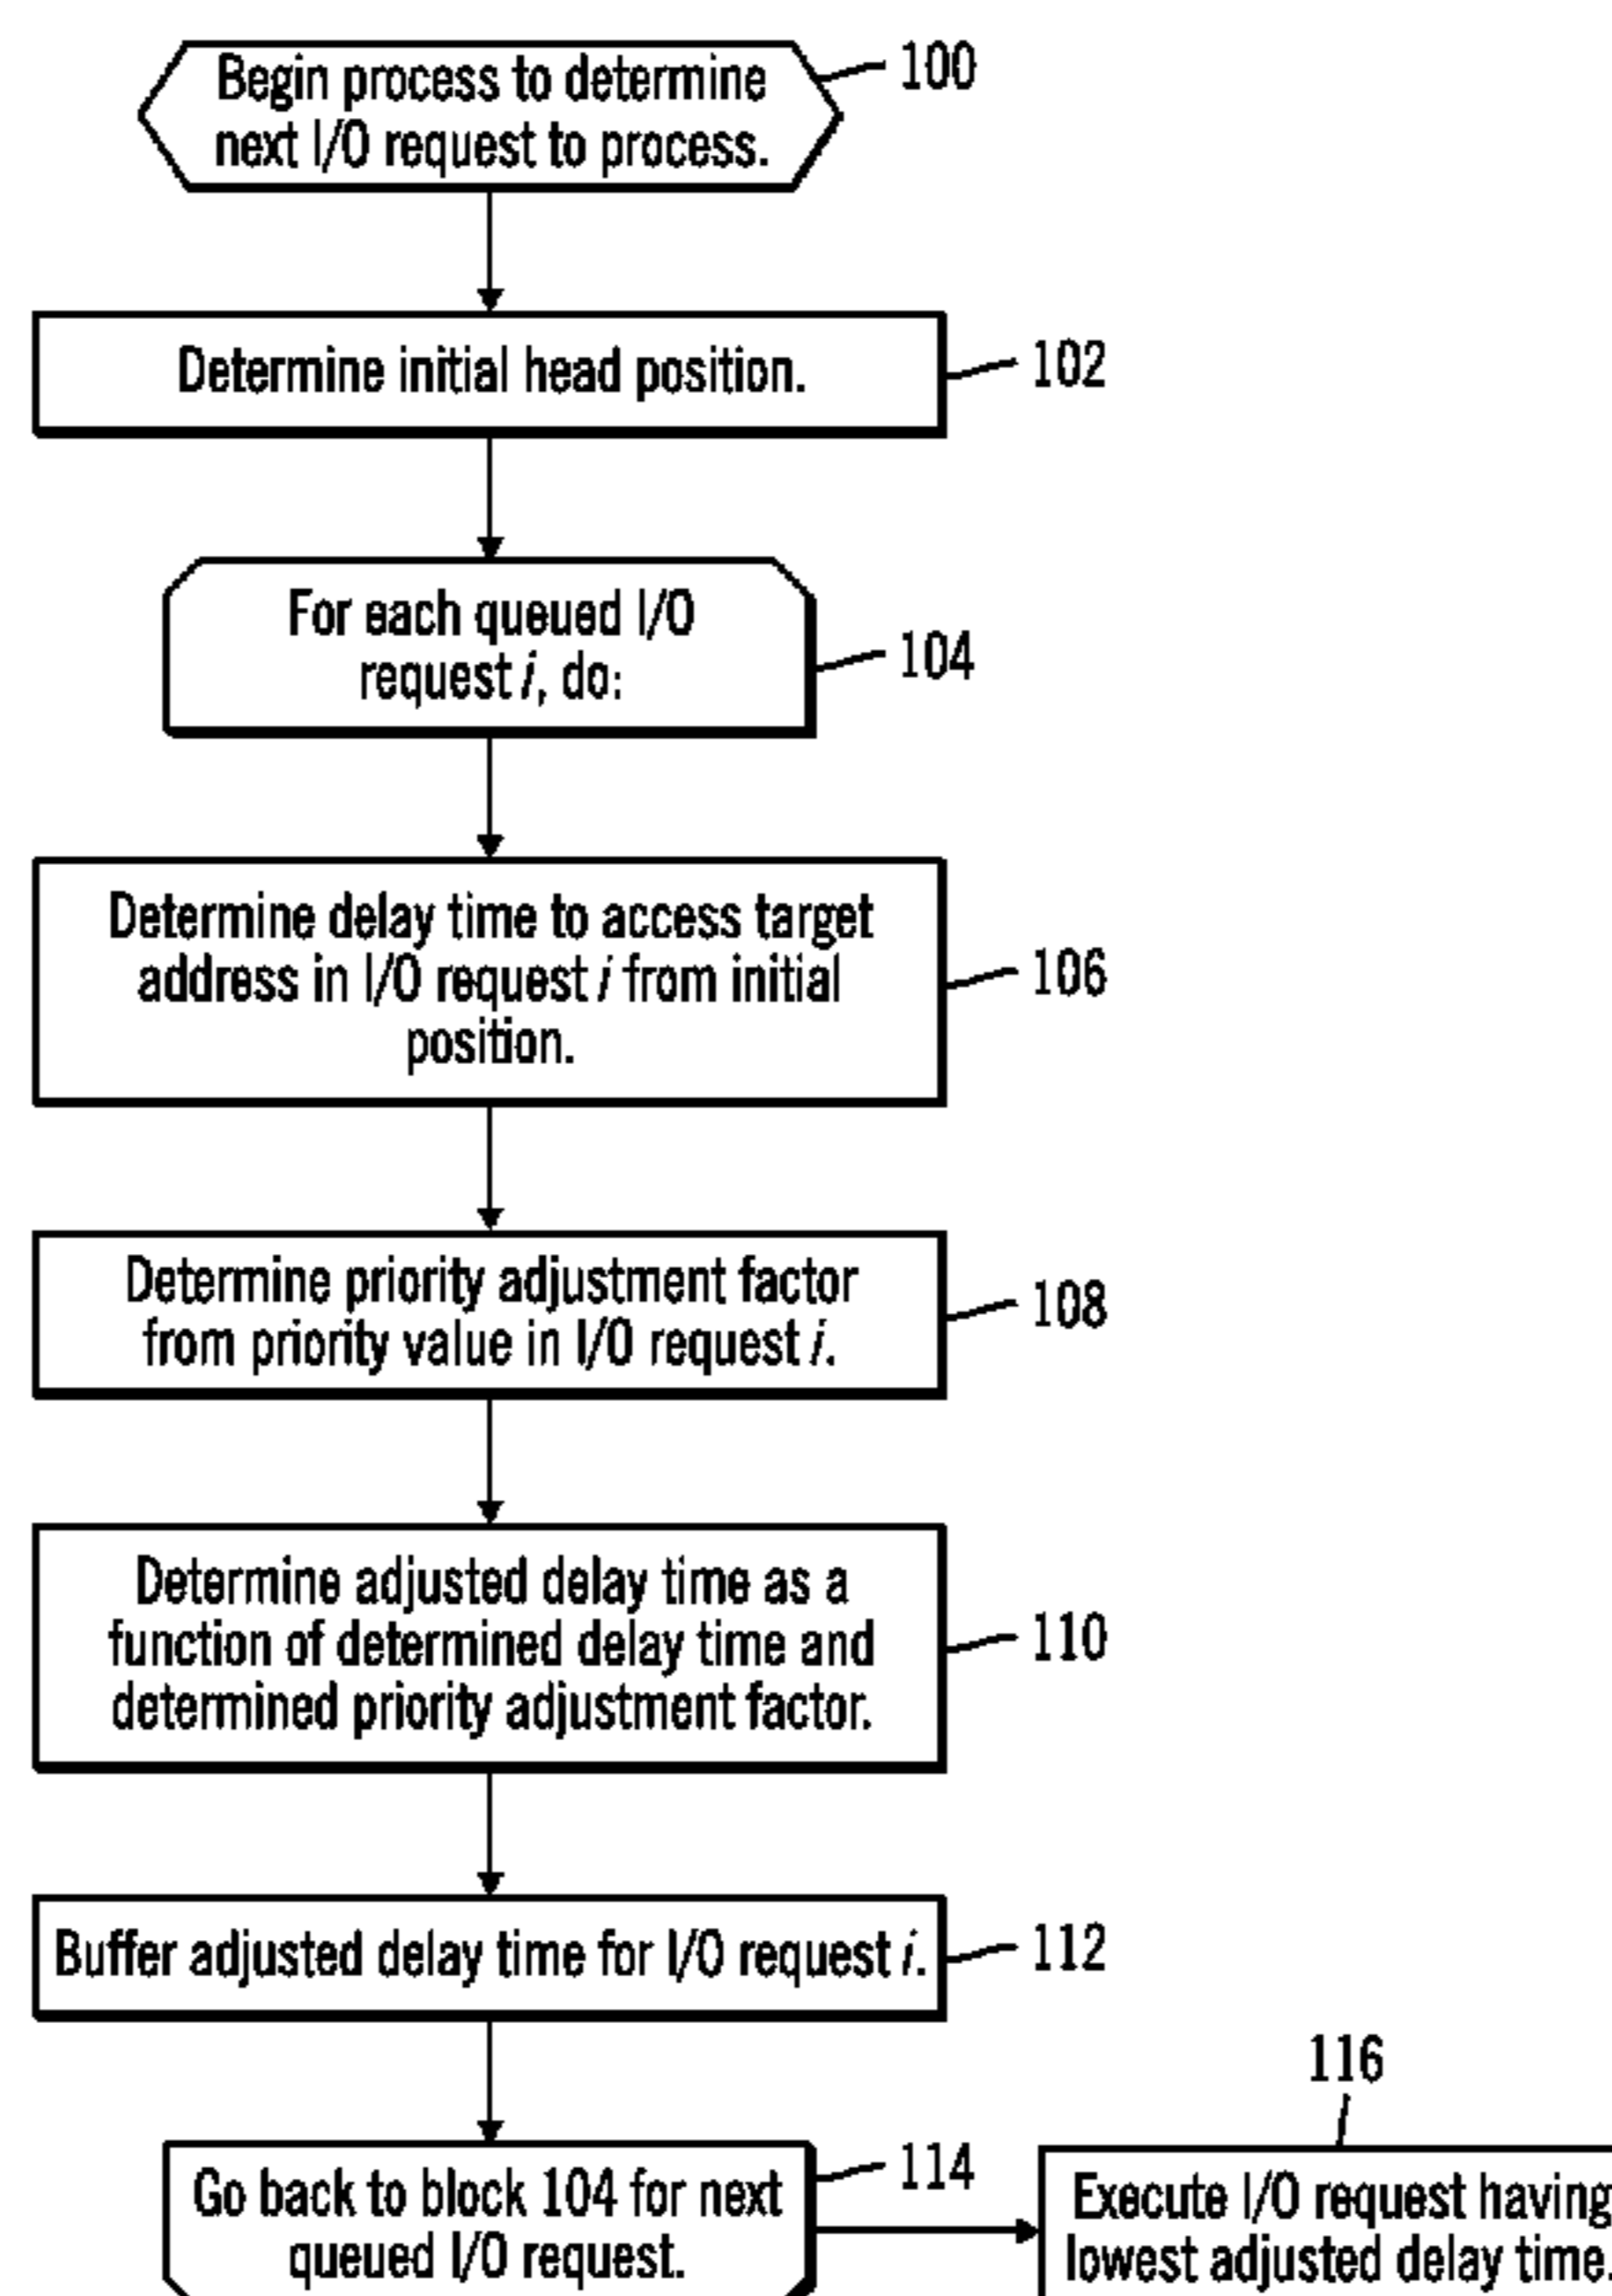 Begin process to determine
next I/O request to process.
100
Determine initial head position.
102
For each queued I/O
request i, do:
104
Determine delay time to access target
address in I/O request i from initial
position.
106
Determine priority adjustment factor
from priority value in I/O request i.
108
Determine adjusted delay time as a
function of determined delay time and
determined priority adjustment factor.
110
Buffer adjusted delay time for I/O request i.
112
Go back to block 104 for next
queued I/O request.
114
116
Execute I/O request having
lowest adjusted delay time.